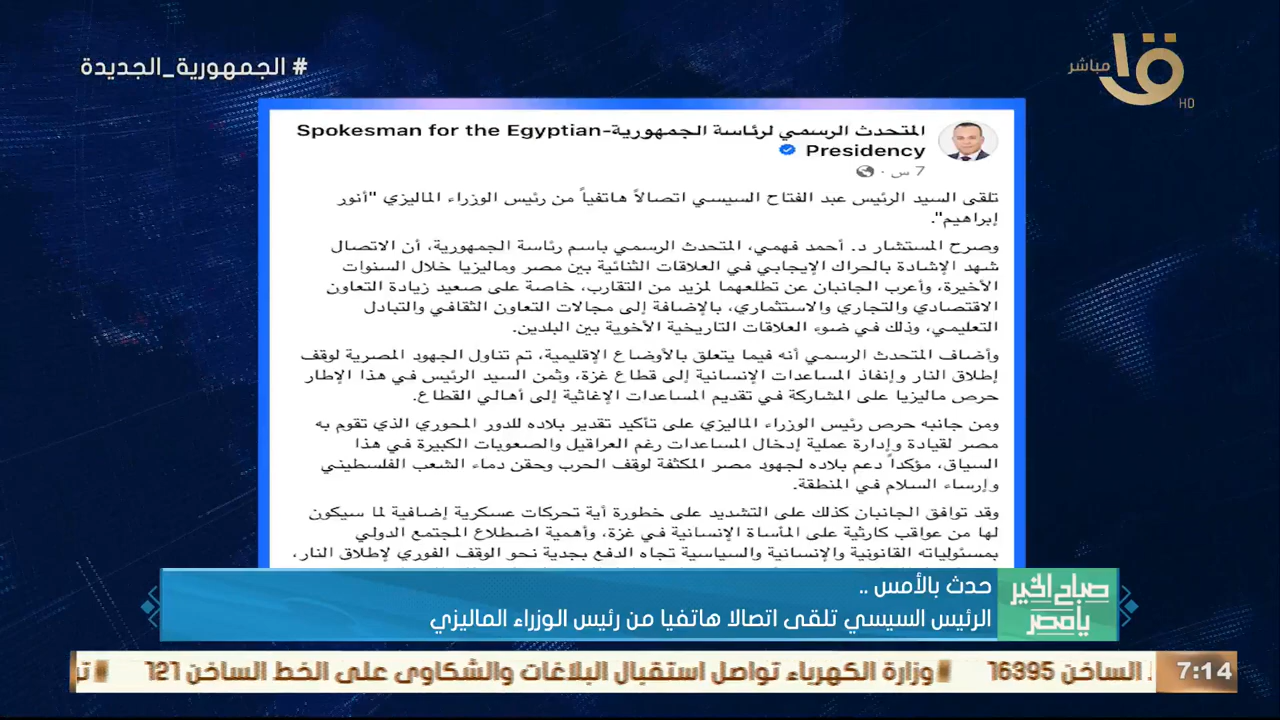 # الجمهورية_الجديدة
مباشر
HD
المتحدث الرسمي لرئاسة الجمهورية-Spokesman for the Egyptian
Presidency
7 س ·
تلقى السيد الرئيس عبد الفتاح السيسي اتصالاً هاتفياً من رئيس الوزراء الماليزي "أنور
إبراهيم".
وصرح المستشار د. أحمد فهمي، المتحدث الرسمي باسم رئاسة الجمهورية، أن الاتصال
شهد الإشادة بالحراك الإيجابي في العلاقات الثنائية بين مصر وماليزيا خلال السنوات
الأخيرة، وأعرب الجانبان عن تطلعهما لمزيد من التقارب، خاصة على صعيد زيادة التعاون
الاقتصادي والتجاري والاستثماري، بالإضافة إلى مجالات التعاون الثقافي والتبادل
التعليمي، وذلك في ضوء العلاقات التاريخية الأخوية بين البلدين.
وأضاف المتحدث الرسمي أنه فيما يتعلق بالأوضاع الإقليمية، تم تناول الجهود المصرية لوقف
إطلاق النار وإنفاذ المساعدات الإنسانية إلى قطاع غزة، وثمن السيد الرئيس في هذا الإطار
حرص ماليزيا على المشاركة في تقديم المساعدات الإغاثية إلى أهالي القطاع.
ومن جانبه حرص رئيس الوزراء الماليزي على تأكيد تقدير بلاده للدور المحوري الذي تقوم به
مصر لقيادة وإدارة عملية إدخال المساعدات رغم العراقيل والصعوبات الكبيرة في هذا
السياق، مؤكداً دعم بلاده لجهود مصر المكثفة لوقف الحرب وحقن دماء الشعب الفلسطيني
وإرساء السلام في المنطقة.
وقد توافق الجانبان كذلك على التشديد على خطورة أية تحركات عسكرية إضافية لما سيكون
لها من عواقب كارثية على المأساة الإنسانية في غزة، وأهمية اضطلاع المجتمع الدولي
بمسئولياته القانونية والإنسانية والسياسية تجاه الدفع بجدية نحو الوقف الفوري لإطلاق النار،
صباح الخير
يا مصر
حدث بالأمس ..
الرئيس السيسي تلقى اتصالا هاتفيا من رئيس الوزراء الماليزي
7:14
الساخن 16395 # وزارة الكهرباء تواصل استقبال البلاغات والشكاوى على الخط الساخن 121 #